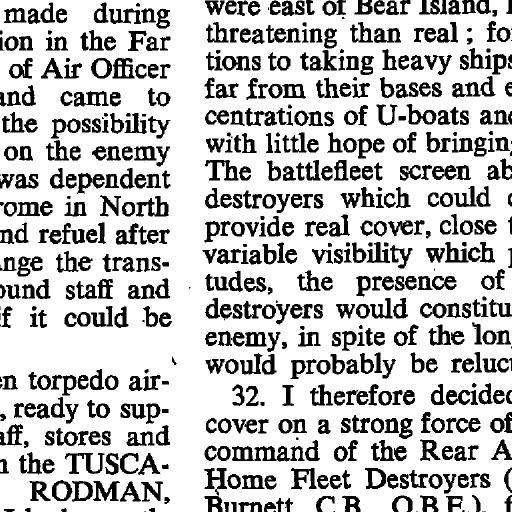 made during
ion in the Far
of Air Officer
and came to
the possibility
on the enemy
was dependent
rome in North
nd refuel after
nge the trans-
ound staff and
if it could be
en torpedo air-
, ready to sup-
aff, stores and
n the TUSCA-
RODMAN,
were east of Bear Island,
threatening than real; fo
tions to taking heavy ships
far from their bases and e
centrations of U-boats and
with little hope of bringing
The battlefleet screen ab
destroyers which could
provide real cover, close t
variable visibility which p
tudes, the presence of
destroyers would constitu
enemy, in spite of the lon
would probably be reluct
32. I therefore decided
cover on a strong force of
command of the Rear A
Home Fleet Destroyers (
Burnett, C.B., O.B.E.), f